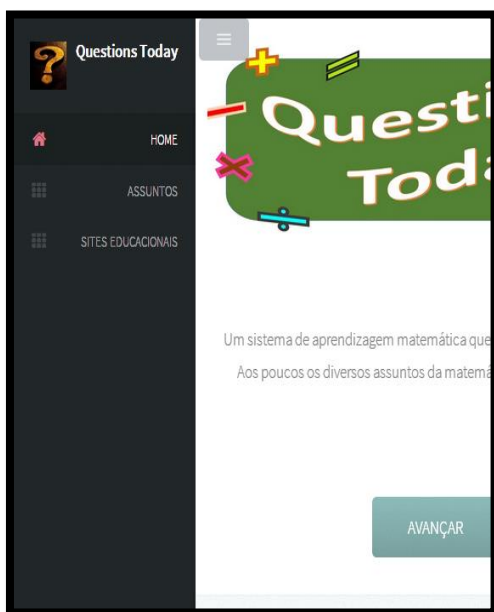 Questions Today
HOME
ASSUNTOS
SITES EDUCACIONAIS
Questi
Toda
Um sistema de aprendizagem matemática que
Aos poucos os diversos assuntos da matemá
AVANÇAR